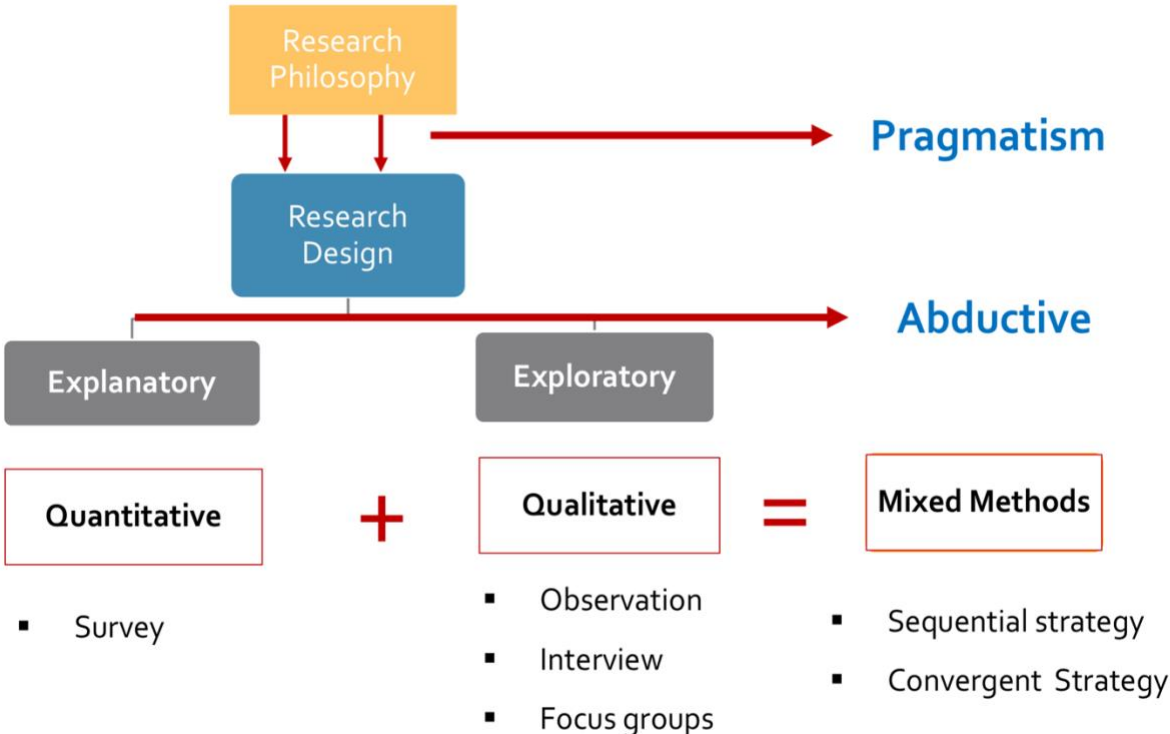 Research
Philosophy
Pragmatism
Research
Design
Abductive
Explanatory
Exploratory
Quantitative
+
Qualitative
=
Mixed Methods
▪ Survey
▪ Observation
▪ Interview
▪ Focus groups
▪ Sequential strategy
▪ Convergent Strategy